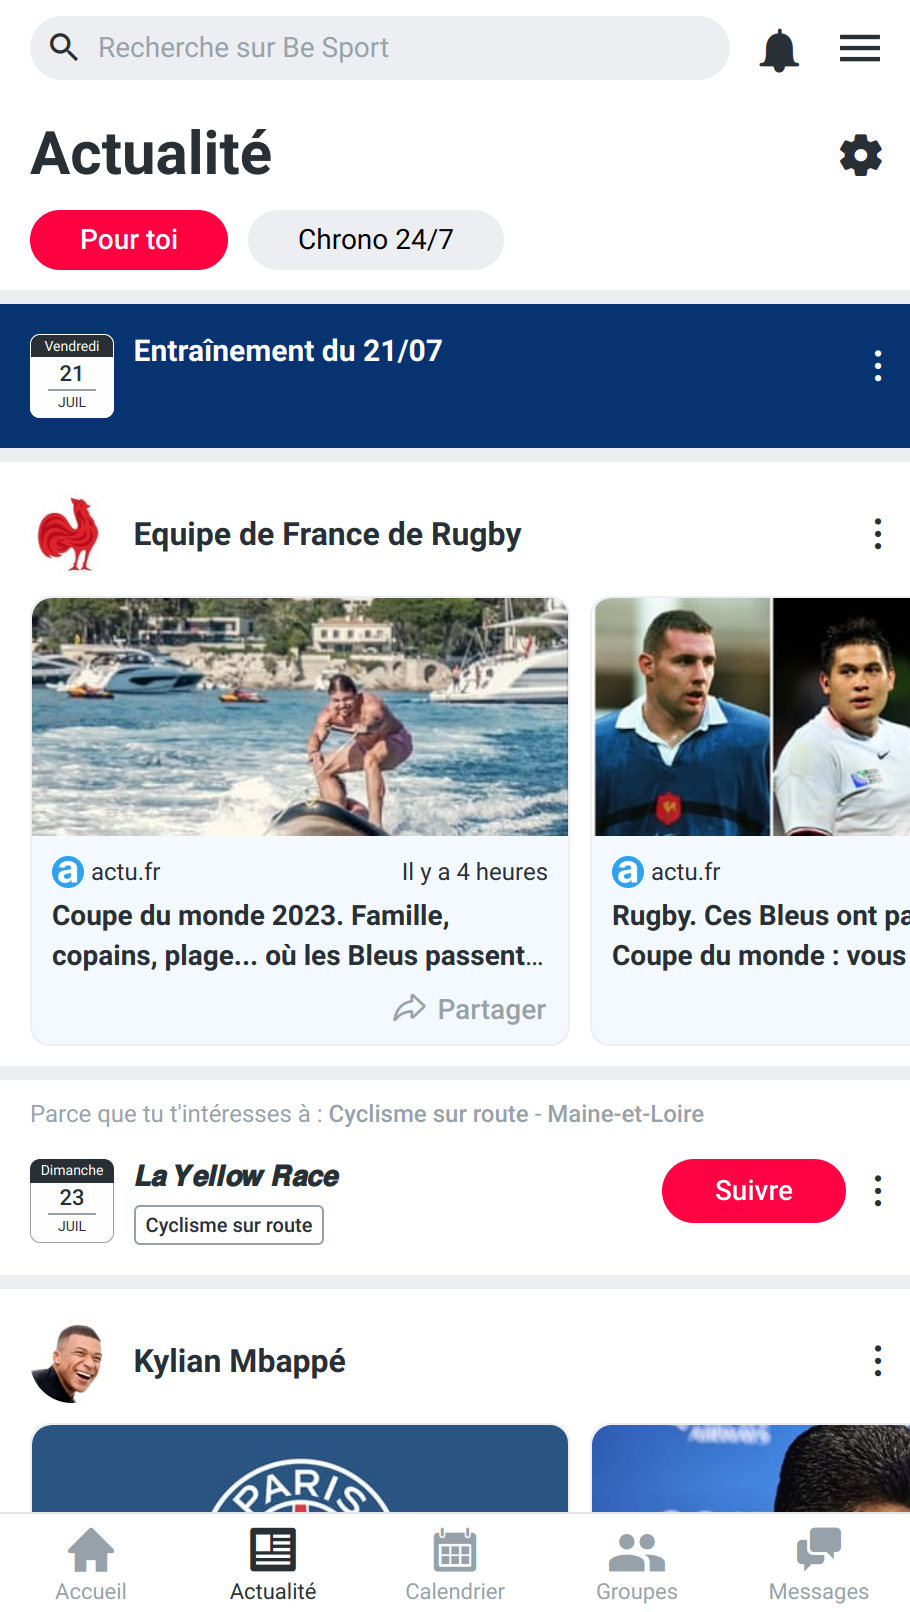 Recherche sur Be Sport
Actualité
Pour toi
Chrono 24/7
Vendredi
21
JUIL
Entraînement du 21/07
Equipe de France de Rugby
actu.fr
Il y a 4 heures
Coupe du monde 2023. Famille,
copains, plage... où les Bleus passent...
Partager
actu.fr
Rugby. Ces Bleus ont pa
Coupe du monde : vous
Parce que tu t'intéresses à : Cyclisme sur route - Maine-et-Loire
Dimanche
23
JUIL
La Yellow Race
Cyclisme sur route
Suivre
Kylian Mbappé
PARIS
AIRWAYS
Accueil
Actualité
Calendrier
Groupes
Messages